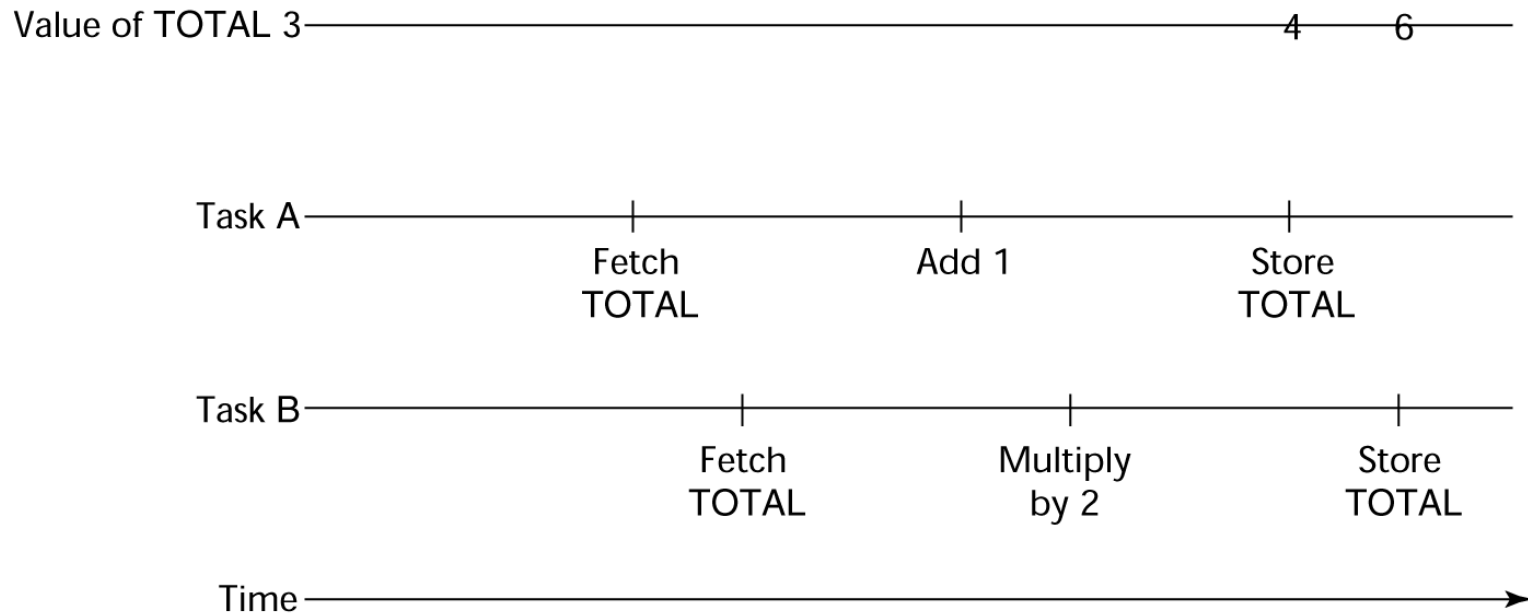 Value of TOTAL 3 4 6
Task A
Fetch Add 1 Store
TOTAL TOTAL
Task B
Fetch Multiply Store
TOTAL by 2 TOTAL
Time